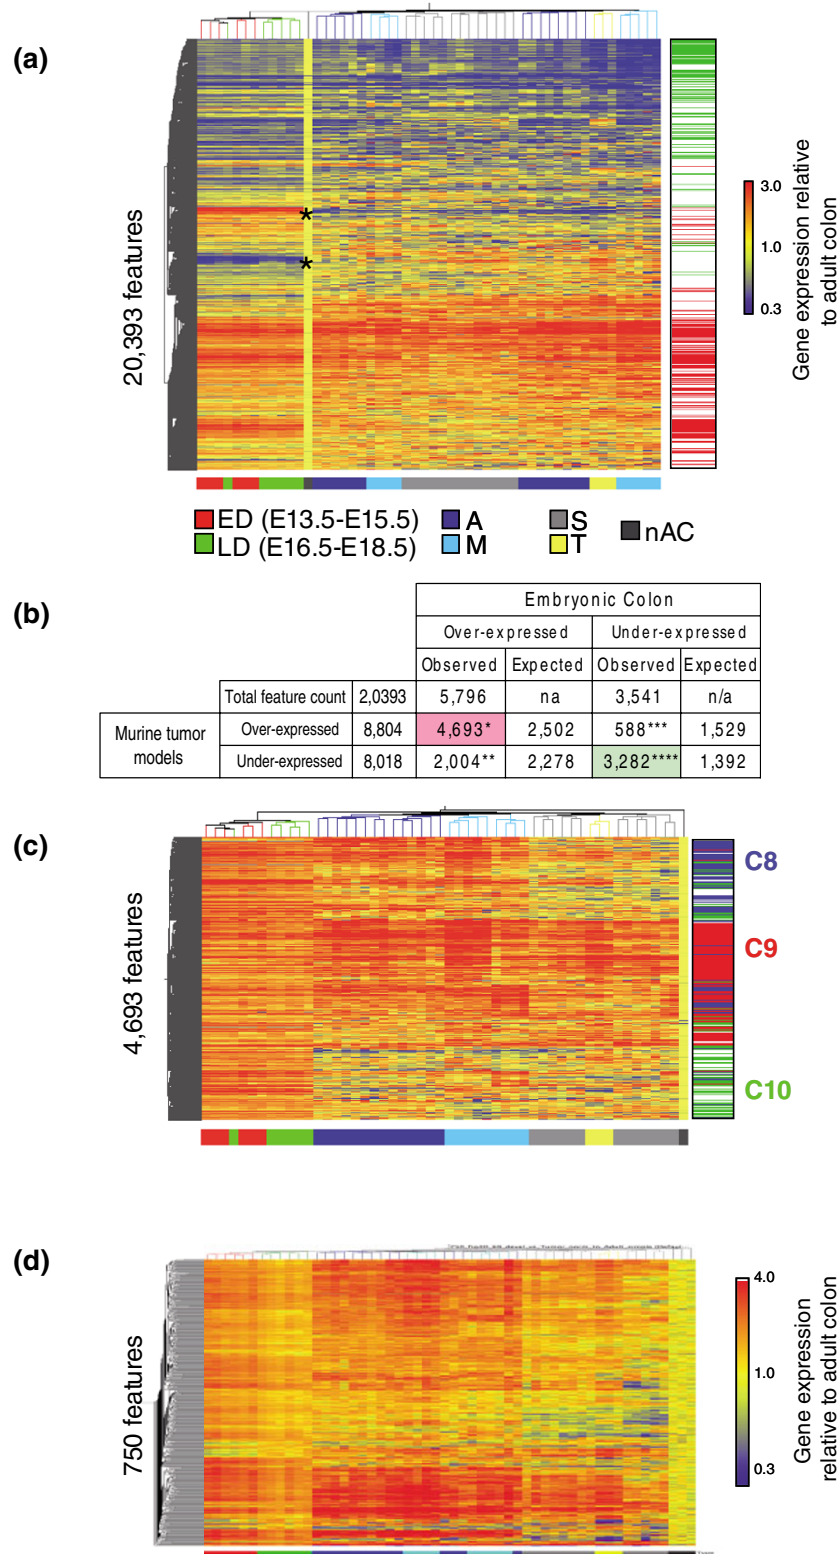 (a)
20,393 features
*
*
3.0
1.0
0.3
Gene expression relative
to adult colon
ED (E13.5-E15.5)
LD (E16.5-E18.5)
A
M
S
T
nAC
(b)
Embryonic Colon
Over-expressed Under-expressed
Observed Expected Observed Expected
Total feature count 2,0393 5,796 na 3,541 n/a
Murine tumor
models
Over-expressed 8,804 4,693* 2,502 588*** 1,529
Under-expressed 8,018 2,004** 2,278 3,282**** 1,392
(c)
4,693 features
C8
C9
C10
(d)
750 features
4.0
1.0
0.3
Gene expression
relative to adult colon